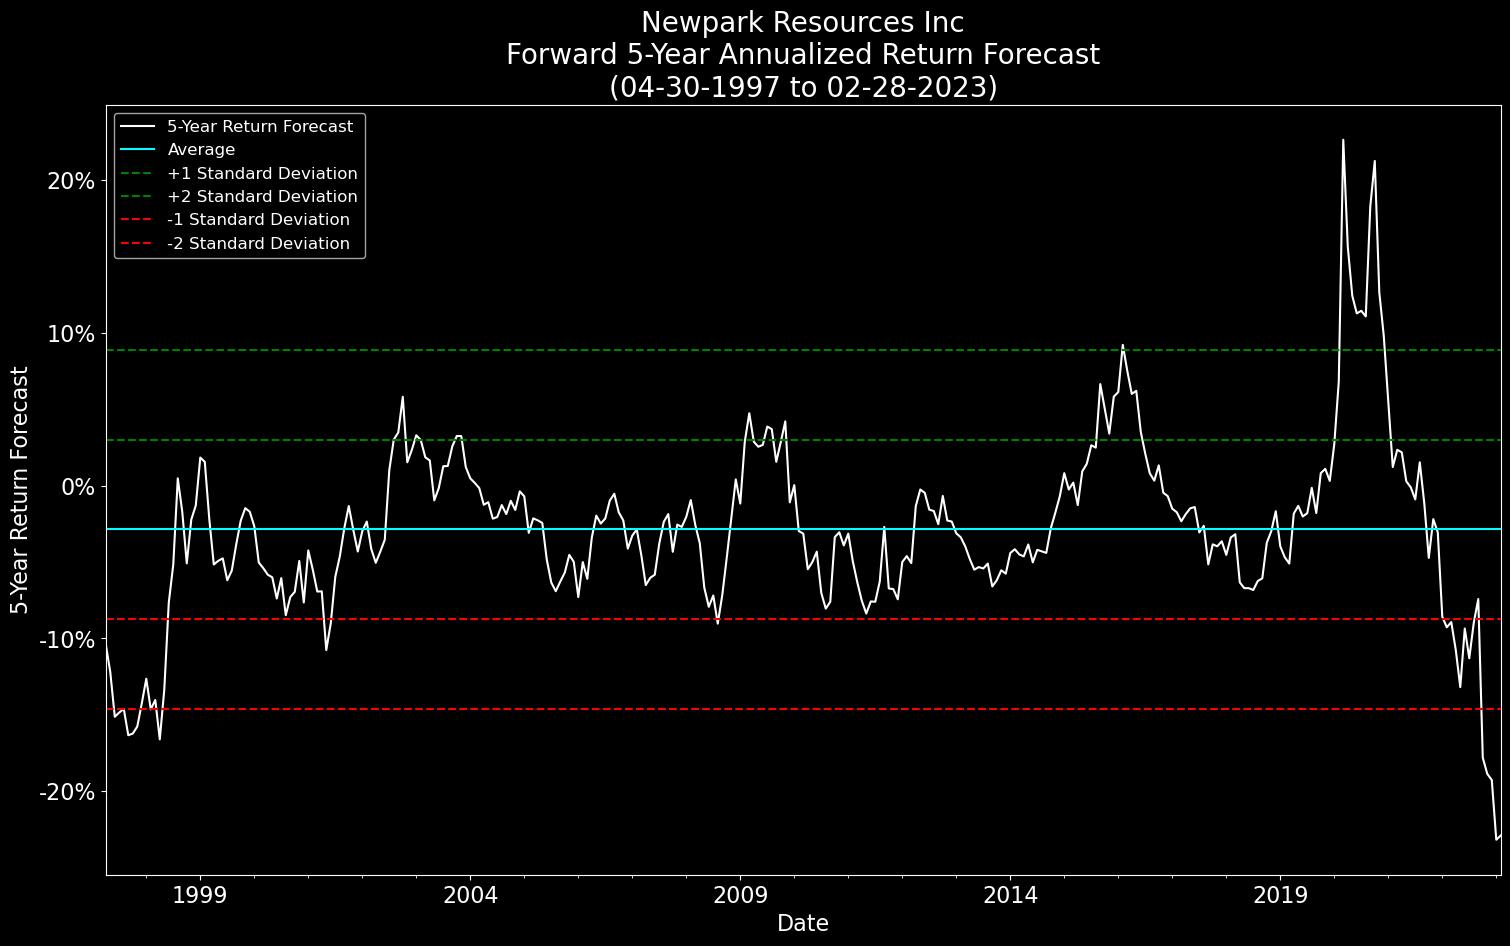 Newpark Resources Inc
Forward 5-Year Annualized Return Forecast
(04-30-1997 to 02-28-2023)
5-Year Return Forecast
Average
+1 Standard Deviation
+2 Standard Deviation
-1 Standard Deviation
-2 Standard Deviation
5-Year Return Forecast
20%
10%
0%
-10%
-20%
1999
2004
2009
2014
2019
Date